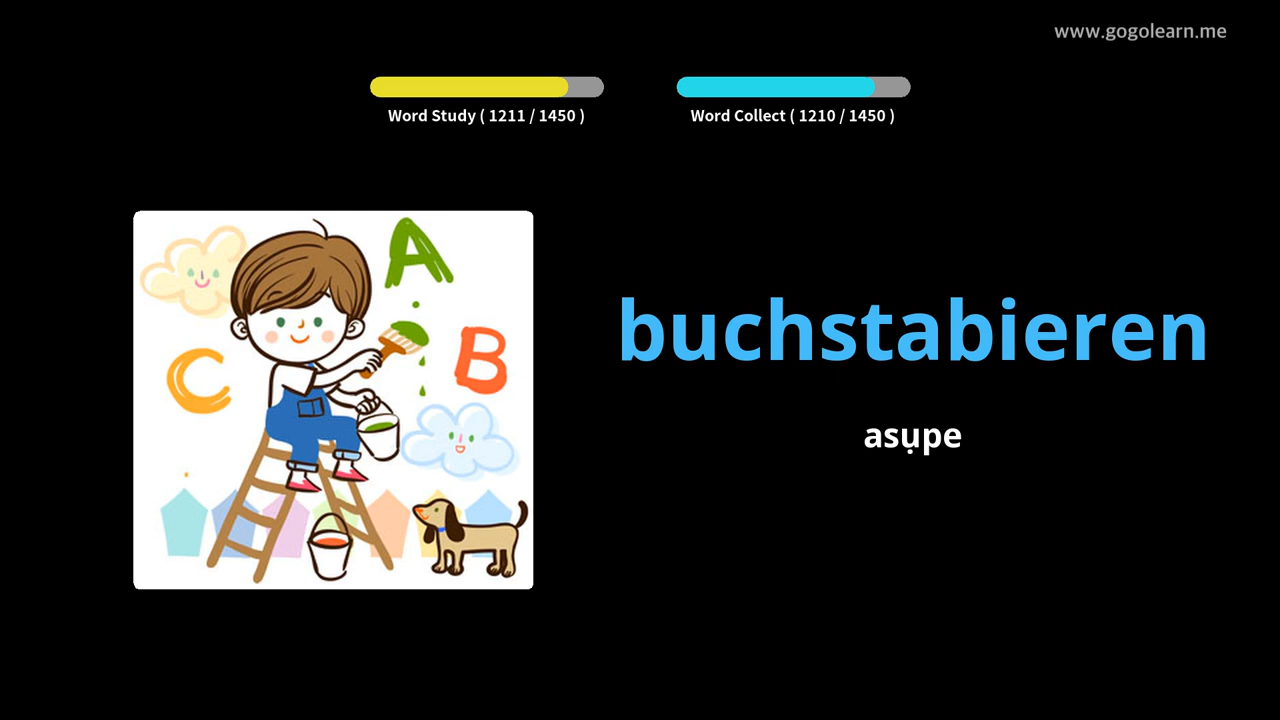 www.gogolearn.me
Word Study ( 1211 / 1450 )
Word Collect ( 1210 / 1450 )
A
B
C
buchstabieren
asụpe